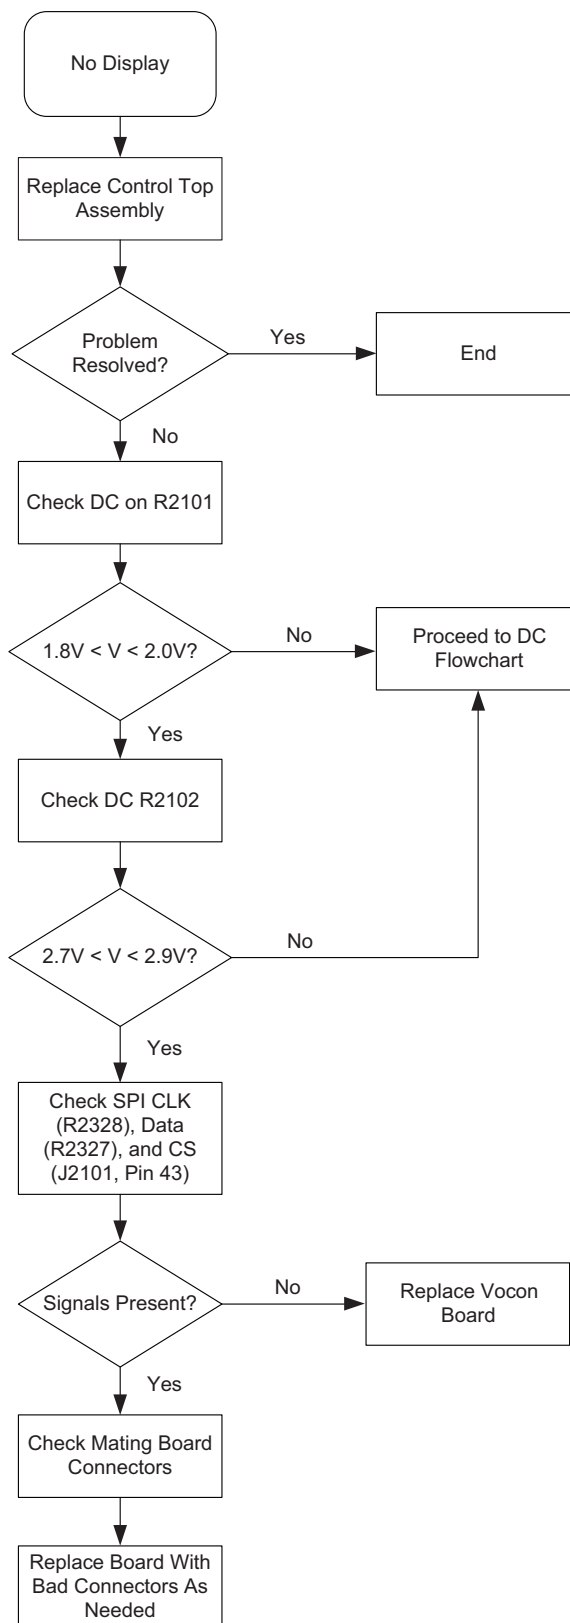 No Display
Replace Control Top
Assembly
Problem
Resolved?
Yes
End
No
Check DC on R2101
1.8V < V < 2.0V?
No
Proceed to DC
Flowchart
Yes
Check DC R2102
2.7V < V < 2.9V?
No
Yes
Check SPI CLK
(R2328), Data
(R2327), and CS
(J2101, Pin 43)
Signals Present?
No
Replace Vocon
Board
Yes
Check Mating Board
Connectors
Replace Board With
Bad Connectors As
Needed